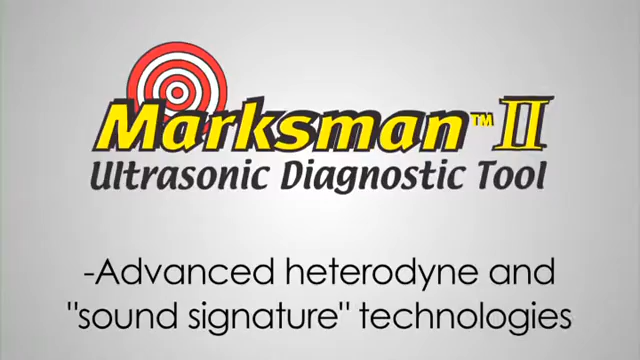 Marksman™ II
Ultrasonic Diagnostic Tool
-Advanced heterodyne and
"sound signature" technologies